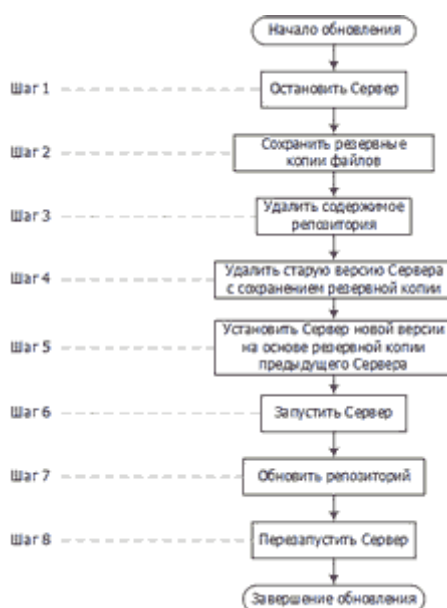 Начало обновления
Шаг 1
Остановить Сервер
Шаг 2
Сохранить резервные
копии файлов
Шаг 3
Удалить содержимое
репозитория
Шаг 4
Удалить старую версию Сервера
с сохранением резервной копии
Шаг 5
Установить Сервер новой версии
на основе резервной копии
предыдущего Сервера
Шаг 6
Запустить Сервер
Шаг 7
Обновить репозиторий
Шаг 8
Перезапустить Сервер
Завершение обновления